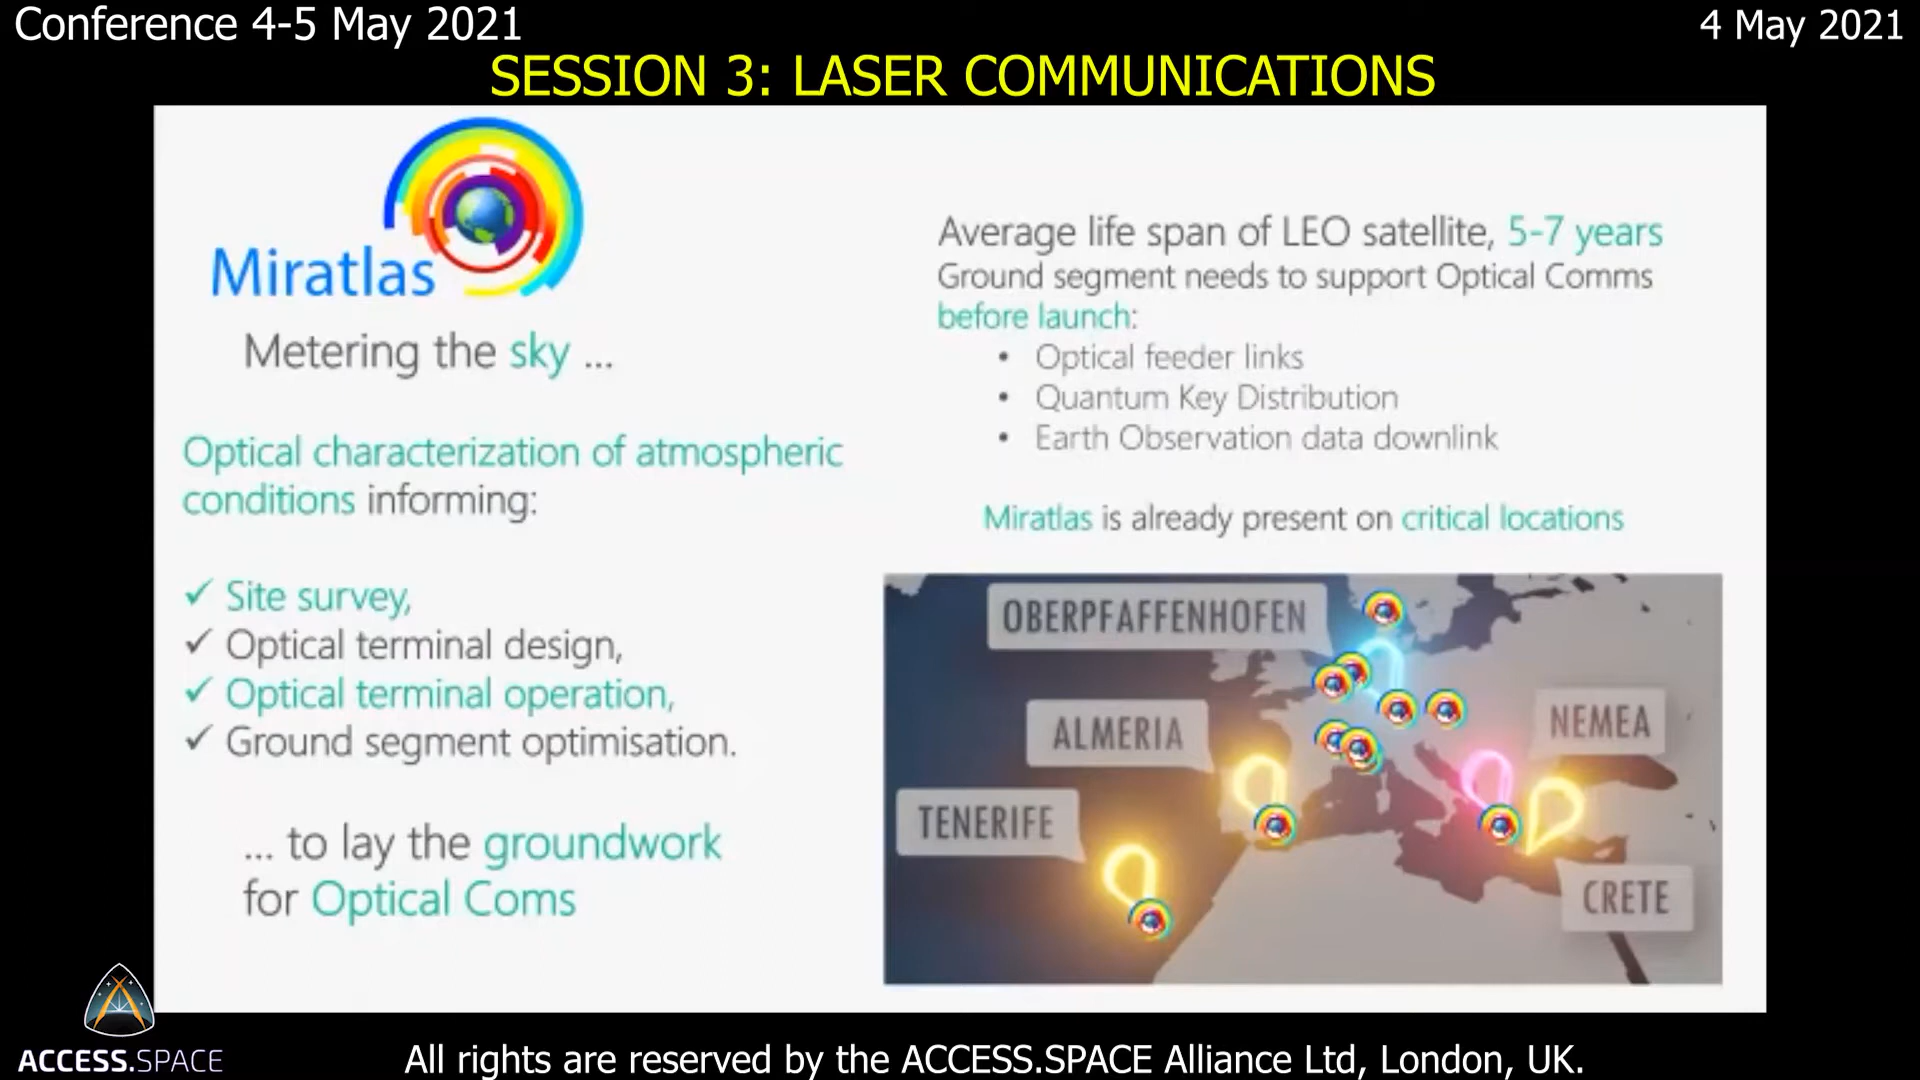 Conference 4-5 May 2021
4 May 2021
SESSION 3: LASER COMMUNICATIONS
Miratlas
Metering the sky ...
Optical characterization of atmospheric
conditions informing:
✓ Site survey,
✓ Optical terminal design,
✓ Optical terminal operation,
✓ Ground segment optimisation.
... to lay the groundwork
for Optical Coms
Average life span of LEO satellite, 5-7 years
Ground segment needs to support Optical Comms
before launch:
• Optical feeder links
• Quantum Key Distribution
• Earth Observation data downlink
Miratlas is already present on critical locations
OBERPFAFFENHOFEN
ALMERIA
NEMEA
TENERIFE
CRETE
ACCESS.SPACE
All rights are reserved by the ACCESS.SPACE Alliance Ltd, London, UK.